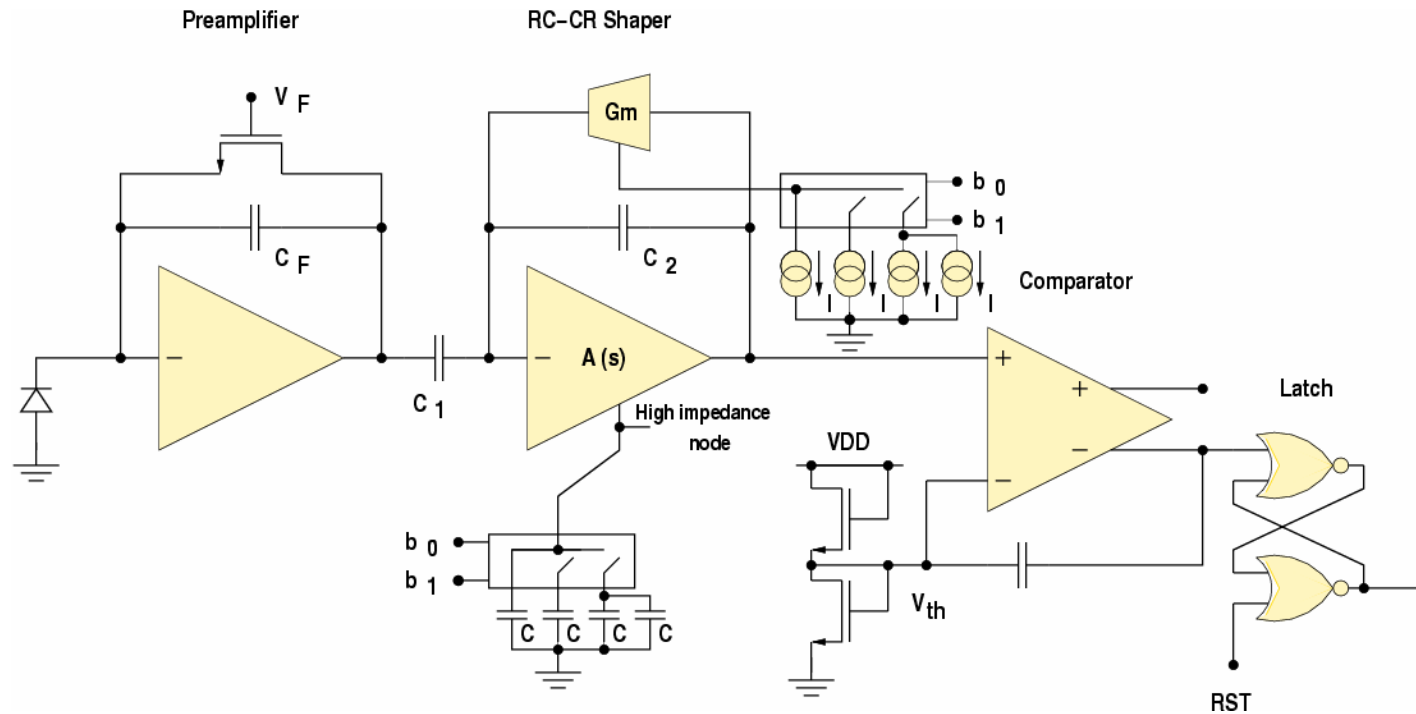 Preamplifier
RC–CR Shaper
V F
Gm
b 0
b 1
C F
C 2
Comparator
I I I I
−
−
A (s)
+
+
−
−
C 1
High impedance
node
Latch
VDD
b 0
b 1
C C C C
V th
RST